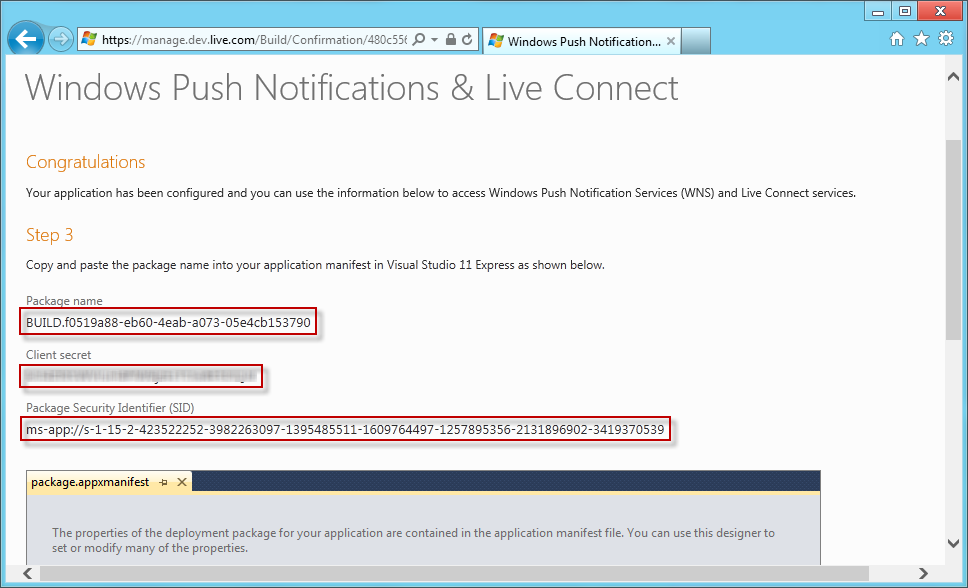 https://manage.dev.live.com/Build/Confirmation/480c55
Windows Push Notification...
Windows Push Notifications & Live Connect
Congratulations
Your application has been configured and you can use the information below to access Windows Push Notification Services (WNS) and Live Connect services.
Step 3
Copy and paste the package name into your application manifest in Visual Studio 11 Express as shown below.
Package name
BUILD.f0519a88-eb60-4eab-a073-05e4cb153790
Client secret
Package Security Identifier (SID)
ms-app://s-1-15-2-423522252-3982263097-1395485511-1609764497-1257895356-2131896902-3419370539
package.appxmanifest
The properties of the deployment package for your application are contained in the application manifest file. You can use this designer to
set or modify many of the properties.